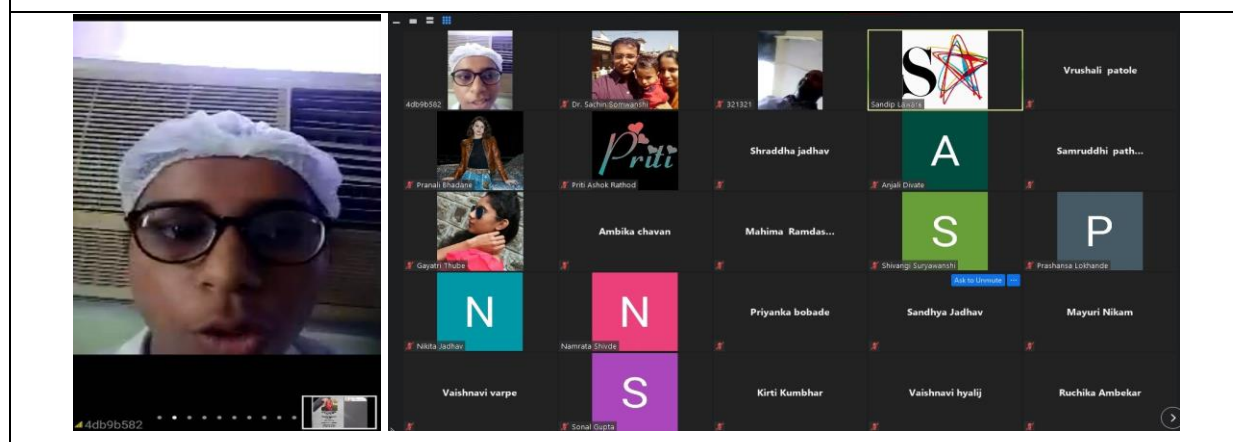 4db9b582
4db9b582
Dr. Sachin Somwanshi
321321
S
Sandip Laware
Vrushali patole
Pranali Bhadane
Priti
Priti Ashok Rathod
Shraddha jadhav
A
Anjali Divate
Samruddhi path...
Gayatri Thube
Ambika chavan
Mahima Ramdas...
S
Shivangi Suryawanshi
P
Prashansa Lokhande
N
Nikita Jadhav
N
Namrata Shivde
Priyanka bobade
Ask to Unmute
Sandhya Jadhav
Mayuri Nikam
Vaishnavi varpe
S
Sonal Gupta
Kirti Kumbhar
Vaishnavi hyalij
Ruchika Ambekar